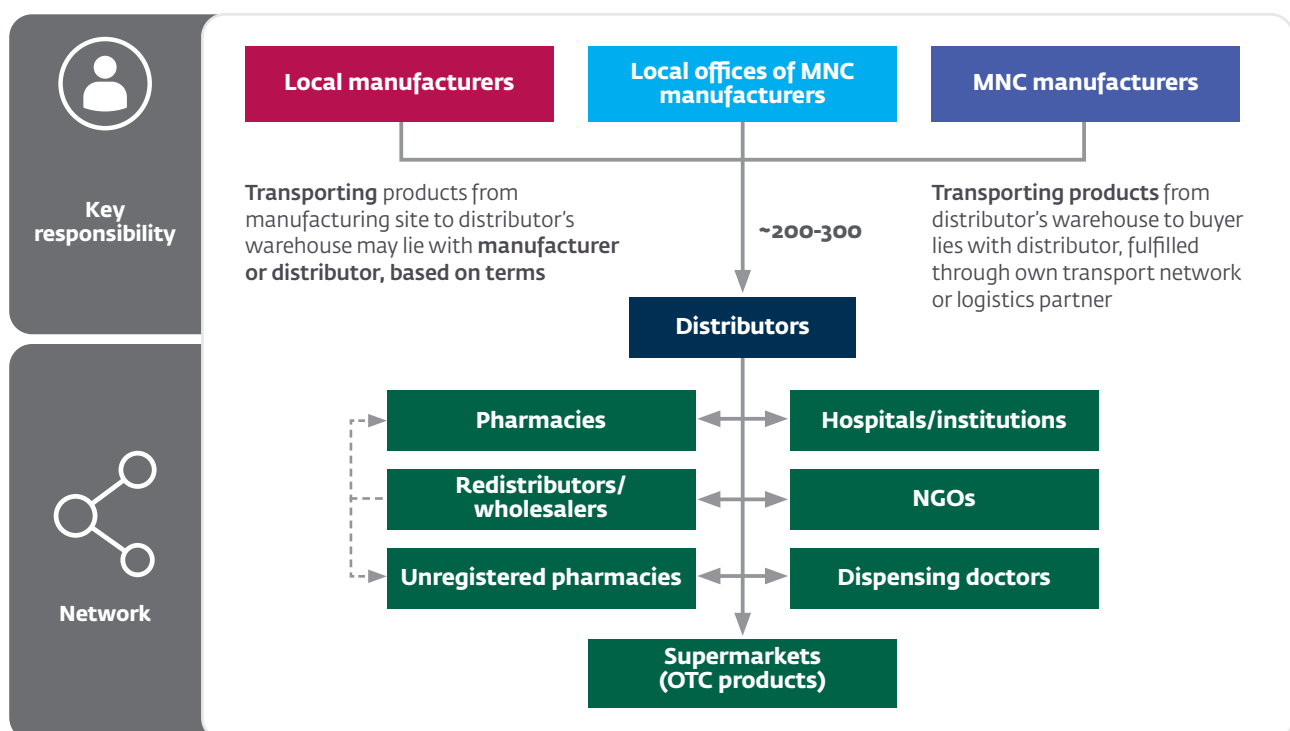 Key
responsibility
Local manufacturers
Local offices of MNC
manufacturers
MNC manufacturers
Transporting products from
manufacturing site to distributor's
warehouse may lie with manufacturer
or distributor, based on terms
~200-300
Transporting products from
distributor's warehouse to buyer
lies with distributor, fulfilled
through own transport network
or logistics partner
Distributors
Network
Pharmacies
Hospitals/institutions
Redistributors/
wholesalers
NGOs
Unregistered pharmacies
Dispensing doctors
Supermarkets
(OTC products)